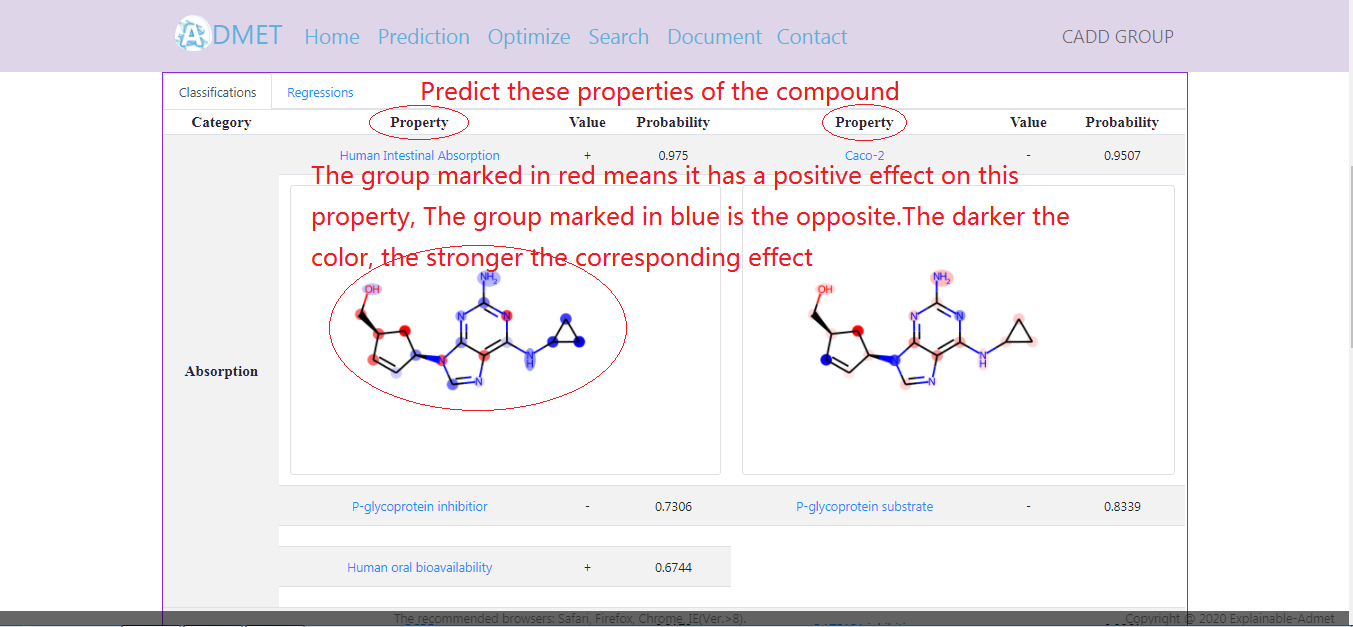 ADMET Home Prediction Optimize Search Document Contact CADD GROUP
Classifications Regressions Predict these properties of the compound
Category Property Value Probability Property Value Probability
Human Intestinal Absorption + 0.975 Caco-2 - 0.9507
The group marked in red means it has a positive effect on this
property, The group marked in blue is the opposite.The darker the
color, the stronger the corresponding effect
NH2 NH2
OH OH
N N N N
N H N H
N N N N
Absorption
P-glycoprotein inhibitior - 0.7306 P-glycoprotein substrate - 0.8339
Human oral bioavailability + 0.6744
The recommended browsers: Safari, Firefox, Chrome, IE(Ver.>8). Copyright @ 2020 Explainable-Admet